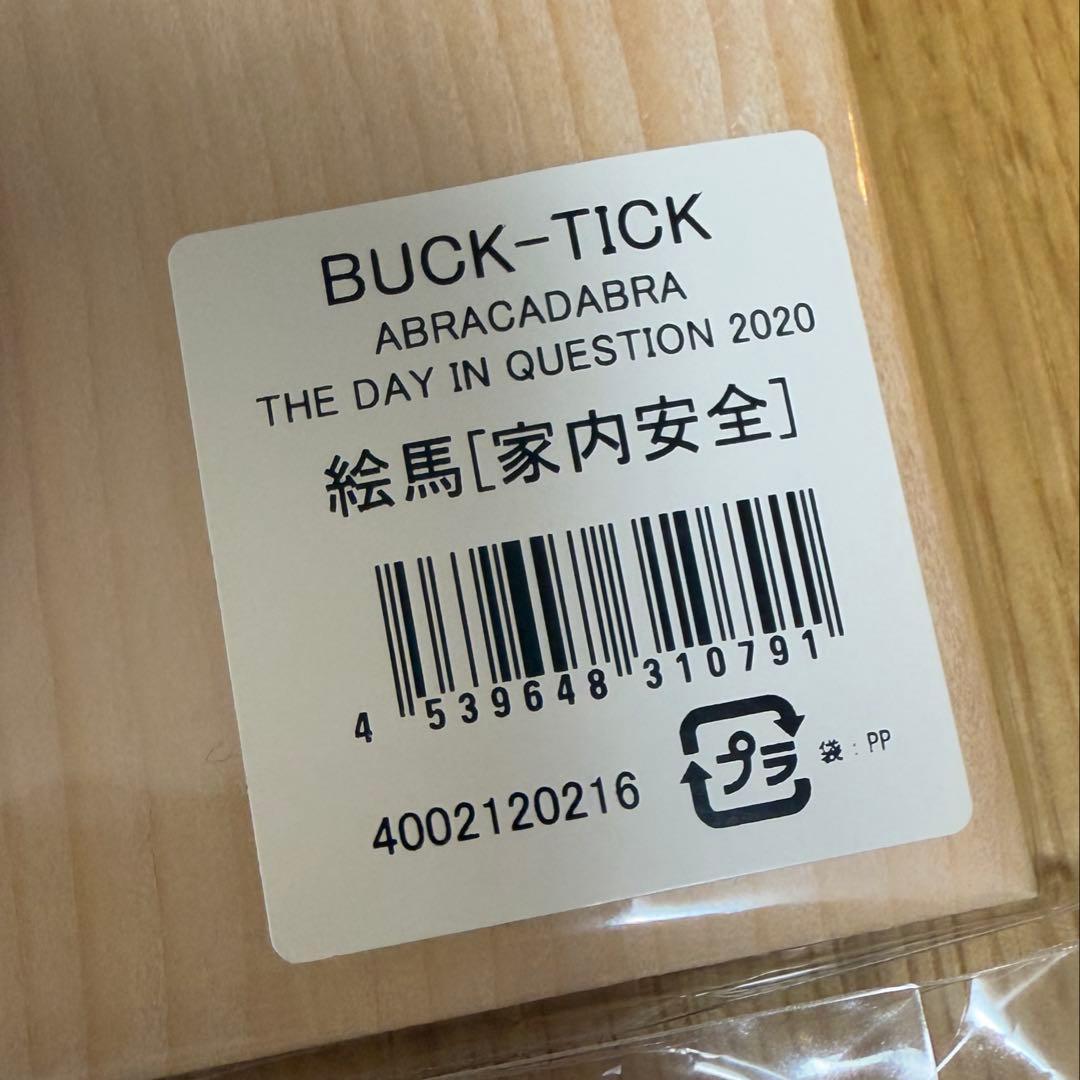 BUCK-TICK
ABRACADABRA
THE DAY IN QUESTION 2020
絵馬[家内安全]
4 539648 310791
4002120216
プラ 袋:PP